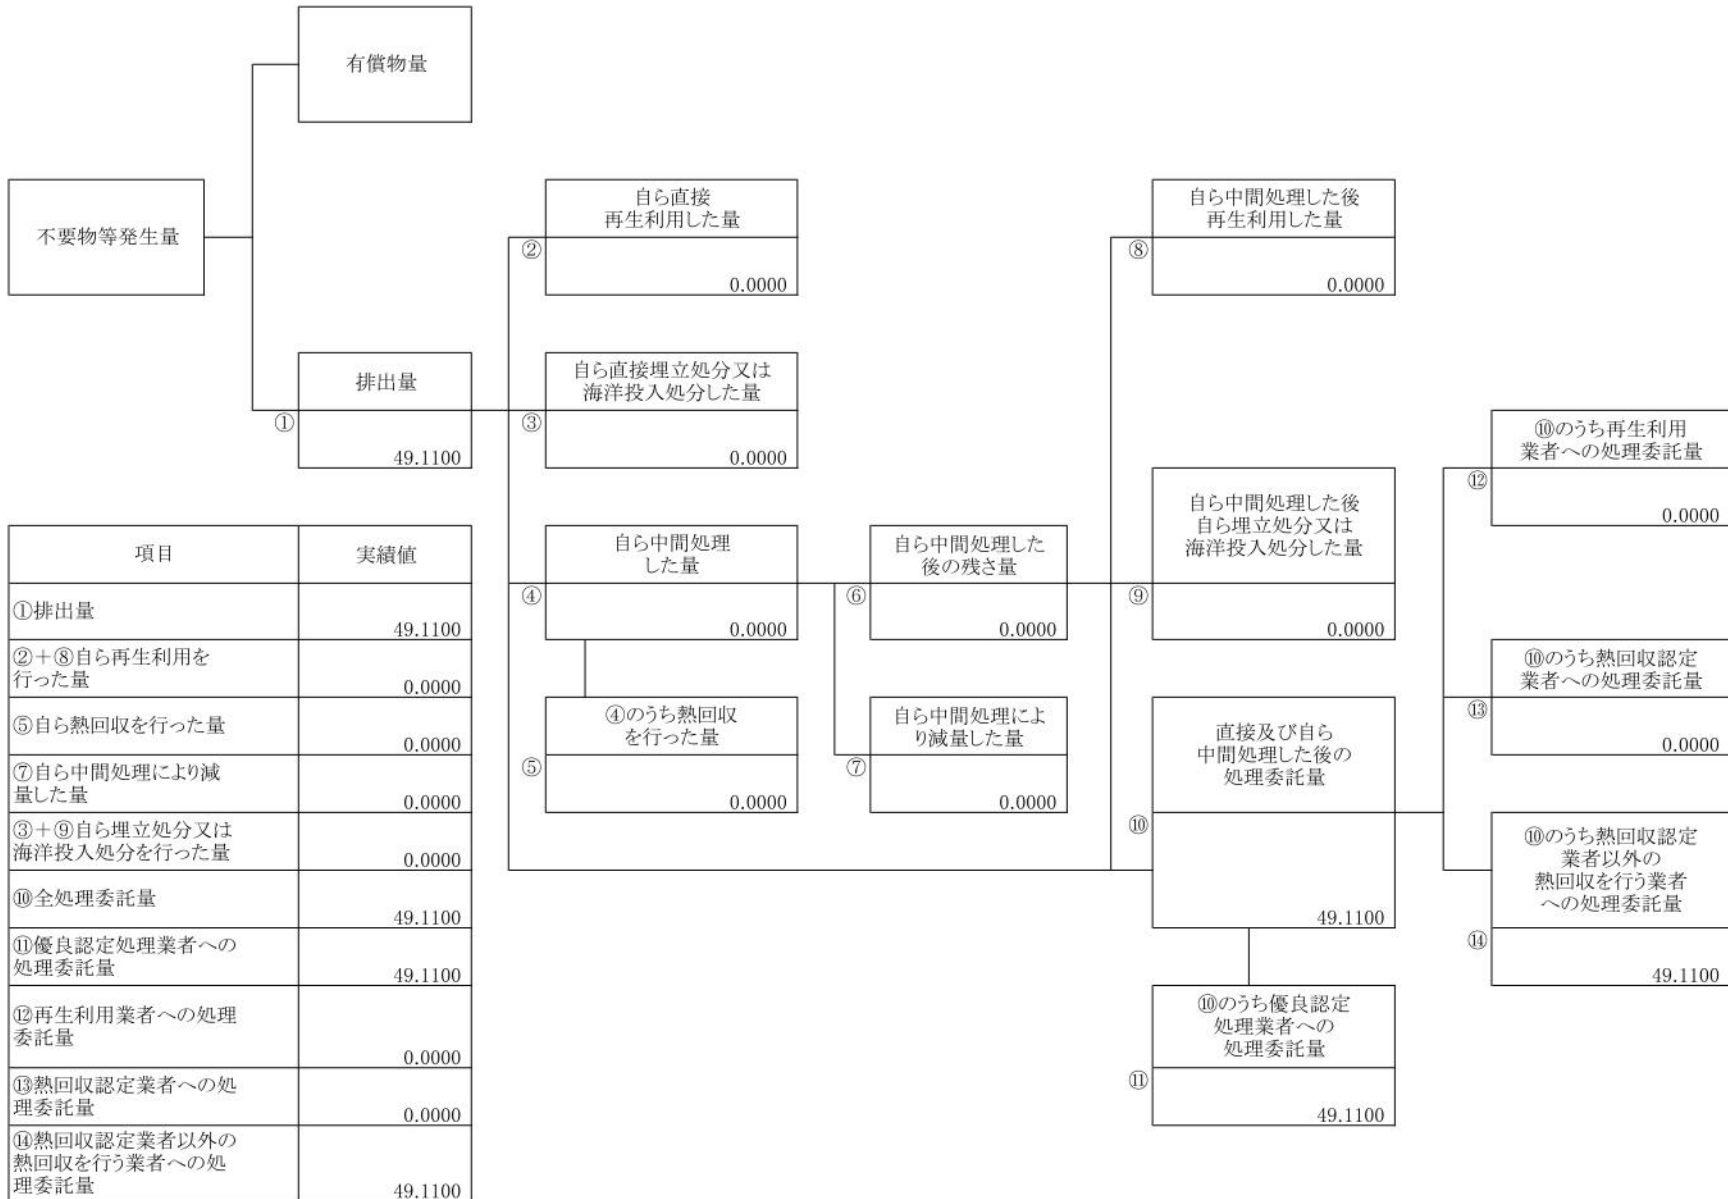 有償物量
不要物等発生量
自ら直接
再生利用した量
②
0.0000
自ら中間処理した後
再生利用した量
⑧
0.0000
排出量
①
49.1100
自ら直接埋立処分又は
海洋投入処分した量
③
0.0000
⑩のうち再生利用
業者への処理委託量
⑫
0.0000
自ら中間処理した後
自ら埋立処分又は
海洋投入処分した量
⑨
0.0000
自ら中間処理
した量
④
0.0000
自ら中間処理した
後の残さ量
⑥
0.0000
⑩のうち熱回収認定
業者への処理委託量
⑬
0.0000
④のうち熱回収
を行った量
⑤
0.0000
自ら中間処理によ
り減量した量
⑦
0.0000
直接及び自ら
中間処理した後の
処理委託量
⑩
49.1100
⑩のうち熱回収認定
業者以外の
熱回収を行う業者
への処理委託量
⑭
49.1100
⑩のうち優良認定
処理業者への
処理委託量
⑪
49.1100
項目
実績値
①排出量
49.1100
②＋⑧自ら再生利用を
行った量
0.0000
⑤自ら熱回収を行った量
0.0000
⑦自ら中間処理により減
量した量
0.0000
③＋⑨自ら埋立処分又は
海洋投入処分を行った量
0.0000
⑩全処理委託量
49.1100
⑪優良認定処理業者への
処理委託量
49.1100
⑫再生利用業者への処理
委託量
0.0000
⑬熱回収認定業者への処
理委託量
0.0000
⑭熱回収認定業者以外の
熱回収を行う業者への処
理委託量
49.1100